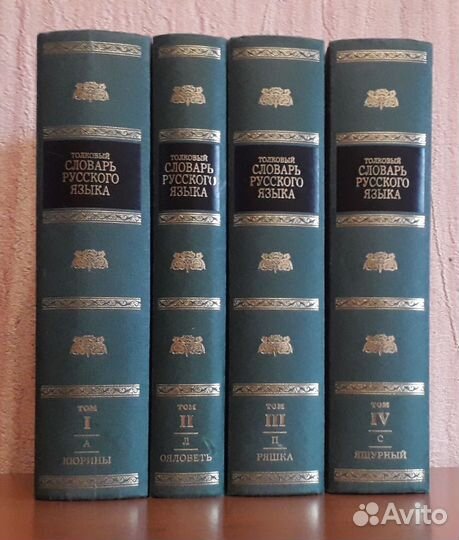 ТОЛКОВЫЙ
СЛОВАРЬ
РУССКОГО
ЯЗЫКА
ТОМ
I
А
КЮРИНЫ
ТОЛКОВЫЙ
СЛОВАРЬ
РУССКОГО
ЯЗЫКА
ТОМ
II
Л
ОЯЛОВЕТЬ
ТОЛКОВЫЙ
СЛОВАРЬ
РУССКОГО
ЯЗЫКА
ТОМ
III
П
РЯШКА
ТОЛКОВЫЙ
СЛОВАРЬ
РУССКОГО
ЯЗЫКА
ТОМ
IV
С
ЯЩУРНЫЙ
Avito